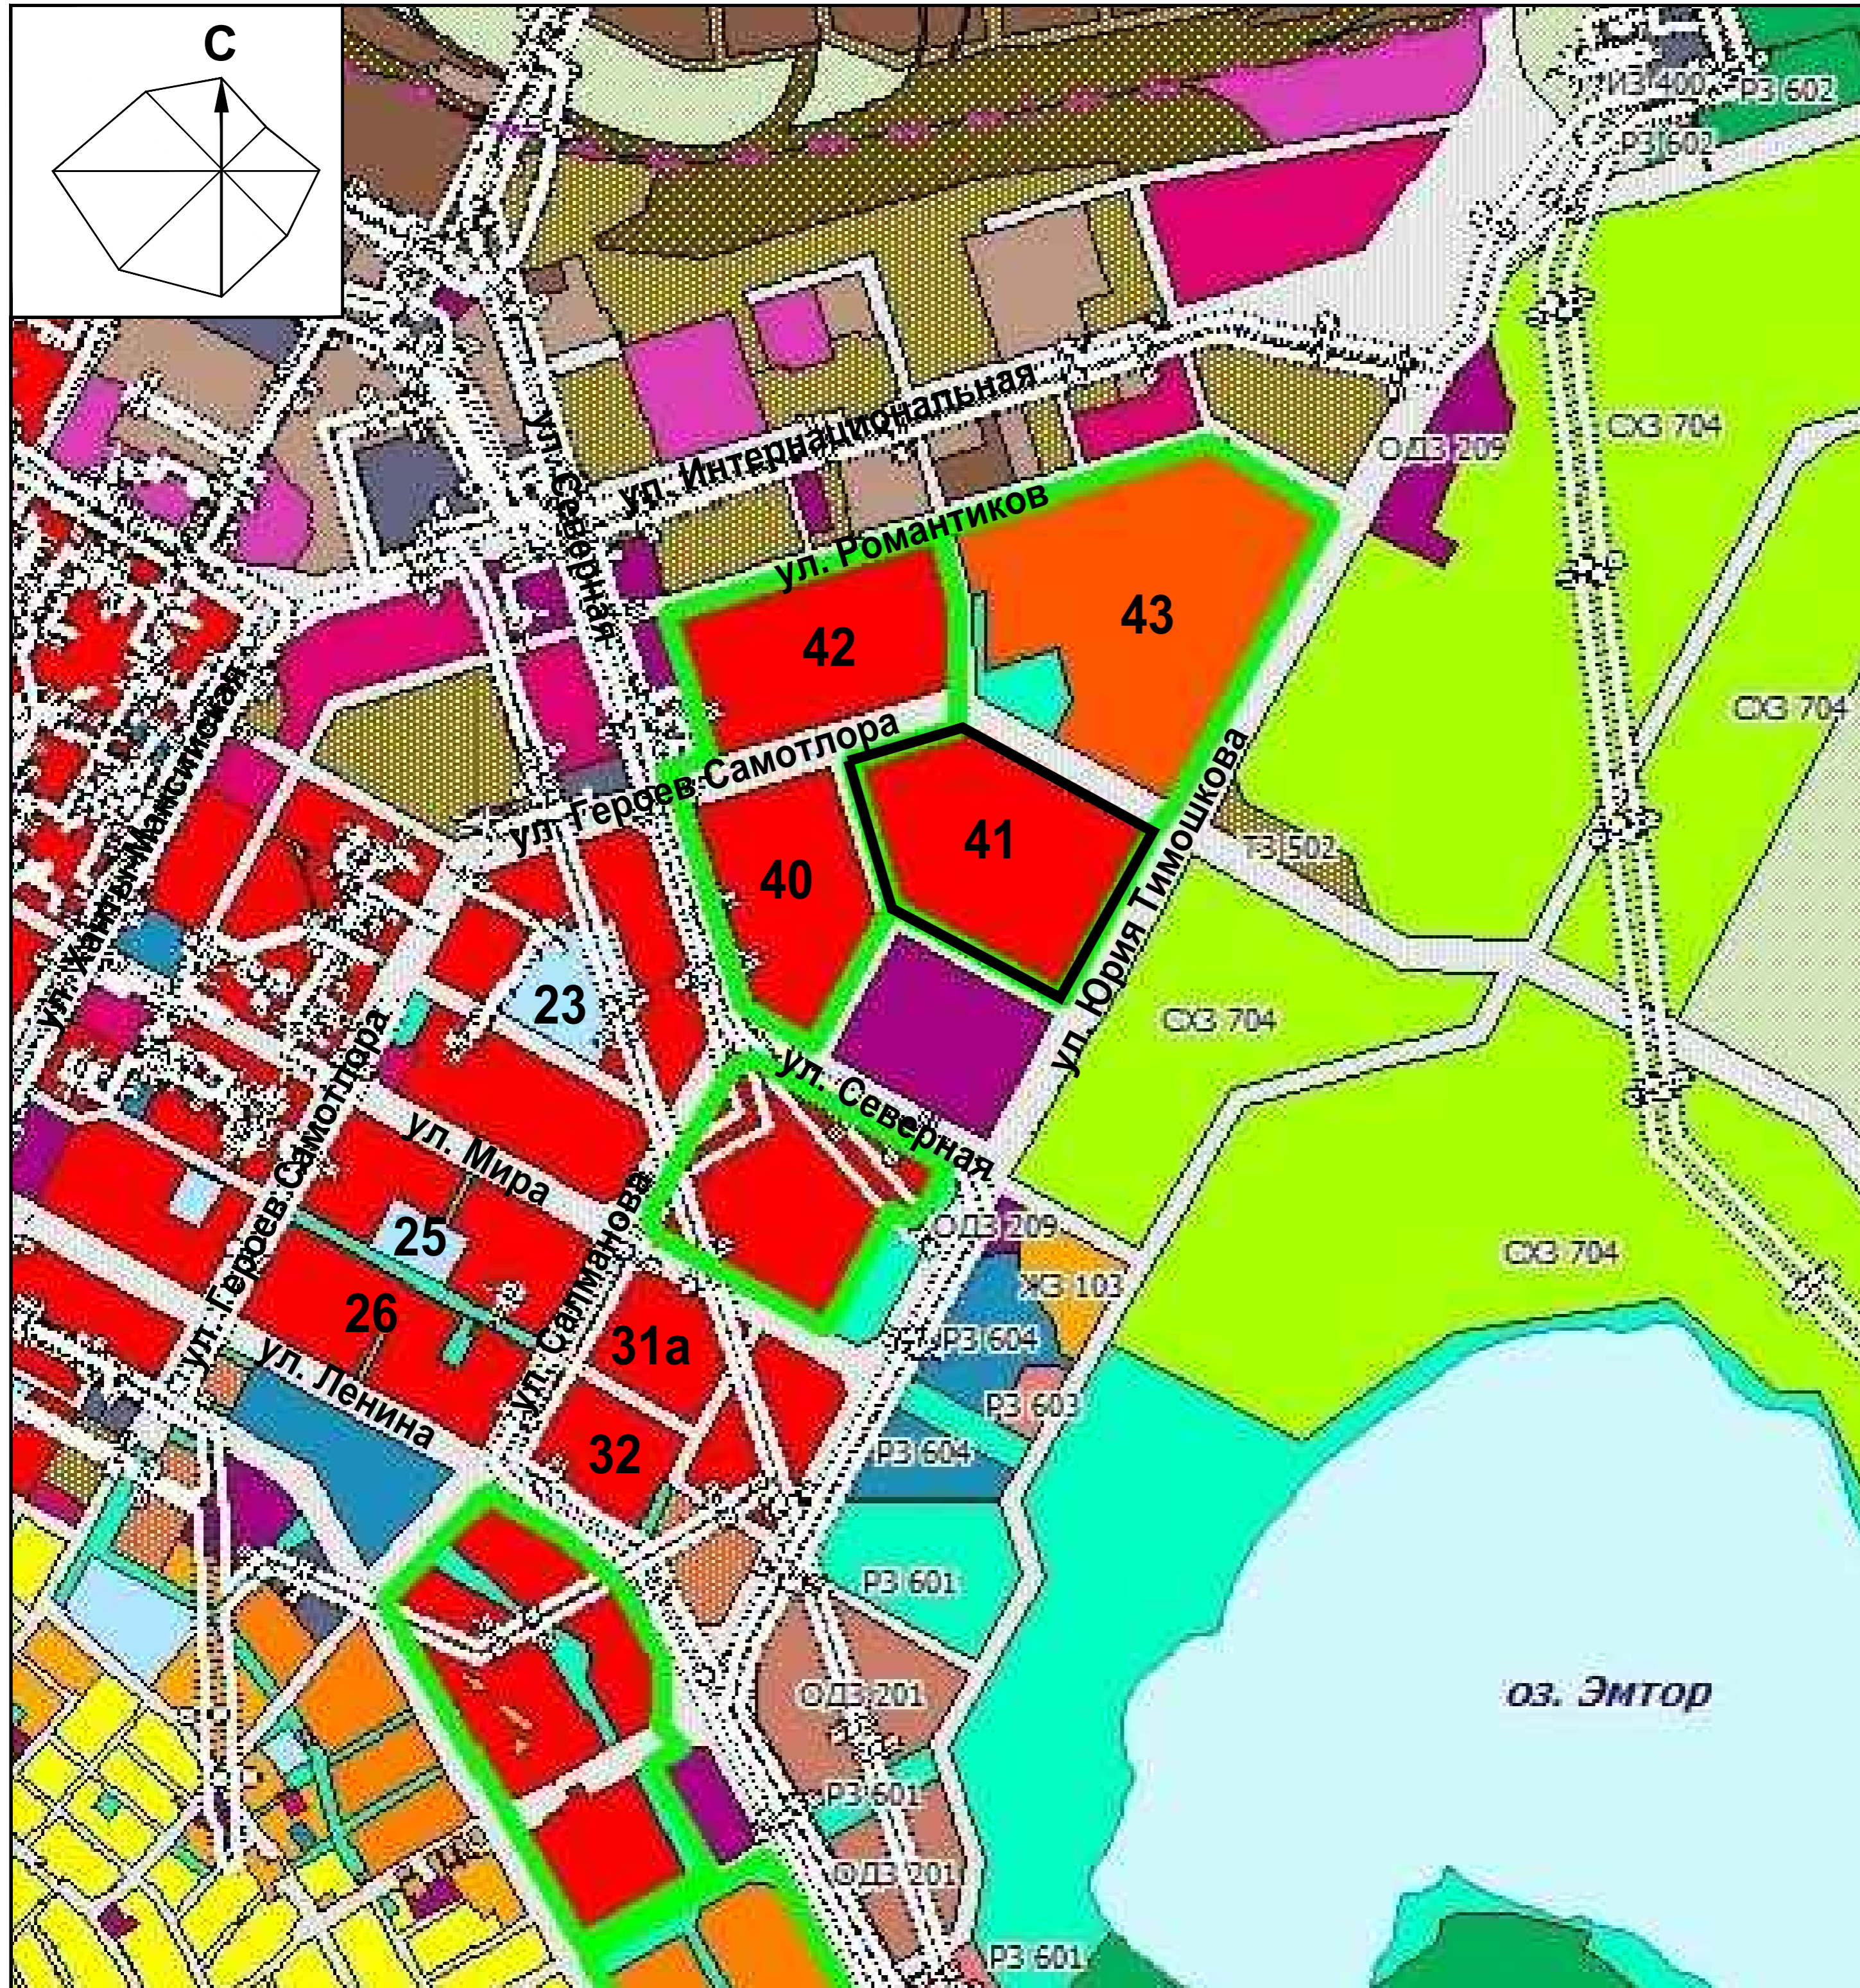 С
ИЗ 400
РЗ 602
РЗ 602
ул. Интернациональная
ул. Северная
ОДЗ 209
СХЗ 704
ул. Романтиков
43
42
СХЗ 704
ул. Героев Самотлора
41
40
ТЗ 502
ул. Юрия Тимошкова
ул. Ханты-Мансийская
23
СХЗ 704
ул. Северная
ул. Мира
ул. Героев Самотлора
ул. Салманова
25
ОДЗ 209
СХЗ 704
ЖЗ 103
26
31а
РЗ 604
ул. Ленина
РЗ 603
32
РЗ 604
РЗ 601
ОДЗ 201
оз. Эмтор
РЗ 601
ОДЗ 201
РЗ 601